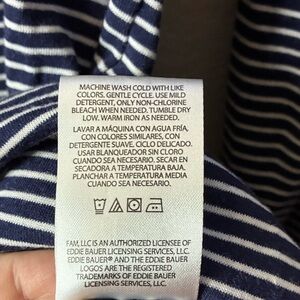 MACHINE WASH COLD WITH LIKE
COLORS. GENTLE CYCLE. USE MILD
DETERGENT, ONLY NON-CHLORINE
BLEACH WHEN NEEDED. TUMBLE DRY
LOW. WARM IRON AS NEEDED.
LAVAR A MÁQUINA CON AGUA FRÍA,
CON COLORES SIMILARES, CON
DETERGENTE SUAVE. CICLO DELICADO.
USAR BLANQUEADOR SIN CLORO
CUANDO SEA NECESARIO. SECAR EN
SECADORA A TEMPERATURA BAJA.
PLANCHAR A TEMPERATURA MEDIA
CUANDO SEA NECESARIO.
FAM, LLC IS AN AUTHORIZED LICENSEE OF
EDDIE BAUER LICENSING SERVICES, LLC.
EDDIE BAUER® AND THE EDDIE BAUER
LOGOS ARE THE REGISTERED
TRADEMARKS OF EDDIE BAUER
LICENSING SERVICES, LLC.